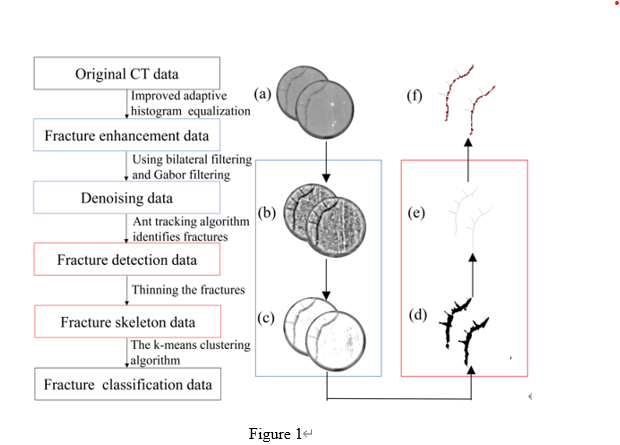 Original CT data
Improved adaptive
histogram equalization
Fracture enhancement data
Using bilateral filtering
and Gabor filtering
Denoising data
Ant tracking algorithm
identifies fractures
Fracture detection data
Thinning the fractures
Fracture skeleton data
The k-means clustering
algorithm
Fracture classification data
(a)
(b)
(c)
(f)
(e)
(d)
Figure 1↵